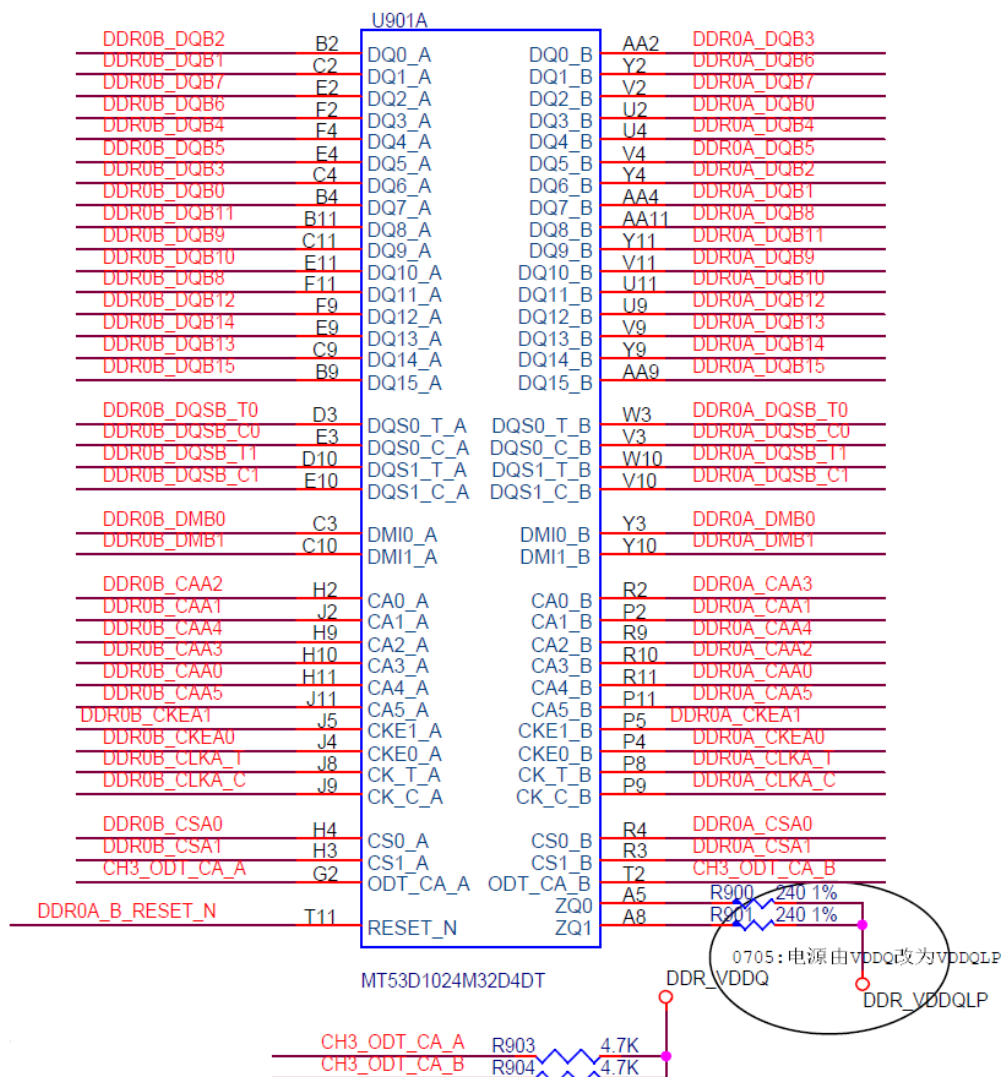 U901A
DDR0B_DQB2 B2 DQ0_A DQ0_B AA2 DDR0A_DQB3
DDR0B_DQB1 C2 DQ1_A DQ1_B Y2 DDR0A_DQB6
DDR0B_DQB7 E2 DQ2_A DQ2_B V2 DDR0A_DQB7
DDR0B_DQB6 F2 DQ3_A DQ3_B U2 DDR0A_DQB0
DDR0B_DQB4 F4 DQ4_A DQ4_B U4 DDR0A_DQB4
DDR0B_DQB5 E4 DQ5_A DQ5_B V4 DDR0A_DQB5
DDR0B_DQB3 C4 DQ6_A DQ6_B Y4 DDR0A_DQB2
DDR0B_DQB0 B4 DQ7_A DQ7_B AA4 DDR0A_DQB1
DDR0B_DQB11 B11 DQ8_A DQ8_B AA11 DDR0A_DQB8
DDR0B_DQB9 C11 DQ9_A DQ9_B Y11 DDR0A_DQB11
DDR0B_DQB10 E11 DQ10_A DQ10_B V11 DDR0A_DQB9
DDR0B_DQB8 F11 DQ11_A DQ11_B U11 DDR0A_DQB10
DDR0B_DQB12 F9 DQ12_A DQ12_B U9 DDR0A_DQB12
DDR0B_DQB14 E9 DQ13_A DQ13_B V9 DDR0A_DQB13
DDR0B_DQB13 C9 DQ14_A DQ14_B Y9 DDR0A_DQB14
DDR0B_DQB15 B9 DQ15_A DQ15_B AA9 DDR0A_DQB15
DDR0B_DQSB_T0 D3 DQS0_T_A DQS0_T_B W3 DDR0A_DQSB_T0
DDR0B_DQSB_C0 E3 DQS0_C_A DQS0_C_B V3 DDR0A_DQSB_C0
DDR0B_DQSB_T1 D10 DQS1_T_A DQS1_T_B W10 DDR0A_DQSB_T1
DDR0B_DQSB_C1 E10 DQS1_C_A DQS1_C_B V10 DDR0A_DQSB_C1
DDR0B_DMB0 C3 DMI0_A DMI0_B Y3 DDR0A_DMB0
DDR0B_DMB1 C10 DMI1_A DMI1_B Y10 DDR0A_DMB1
DDR0B_CAA2 H2 CA0_A CA0_B R2 DDR0A_CAA3
DDR0B_CAA1 J2 CA1_A CA1_B P2 DDR0A_CAA1
DDR0B_CAA4 H9 CA2_A CA2_B R9 DDR0A_CAA4
DDR0B_CAA3 H10 CA3_A CA3_B R10 DDR0A_CAA2
DDR0B_CAA0 H11 CA4_A CA4_B R11 DDR0A_CAA0
DDR0B_CAA5 J11 CA5_A CA5_B P11 DDR0A_CAA5
DDR0B_CKEA1 J5 CKE1_A CKE1_B P5 DDR0A_CKEA1
DDR0B_CKEA0 J4 CKE0_A CKE0_B P4 DDR0A_CKEA0
DDR0B_CLKA_T J8 CK_T_A CK_T_B P8 DDR0A_CLKA_T
DDR0B_CLKA_C J9 CK_C_A CK_C_B P9 DDR0A_CLKA_C
DDR0B_CSA0 H4 CS0_A CS0_B R4 DDR0A_CSA0
DDR0B_CSA1 H3 CS1_A CS1_B R3 DDR0A_CSA1
CH3_ODT_CA_A G2 ODT_CA_A ODT_CA_B T2 CH3_ODT_CA_B
ZQ0 A5 R900 240 1%
DDR0A_B_RESET_N T11 RESET_N ZQ1 A8 R901 240 1%
0705:电源由VDDQ改为VDDQLP
MT53D1024M32D4DT DDR_VDDQ
DDR_VDDQLP
CH3_ODT_CA_A R903 4.7K
CH3_ODT_CA_B R904 4.7K